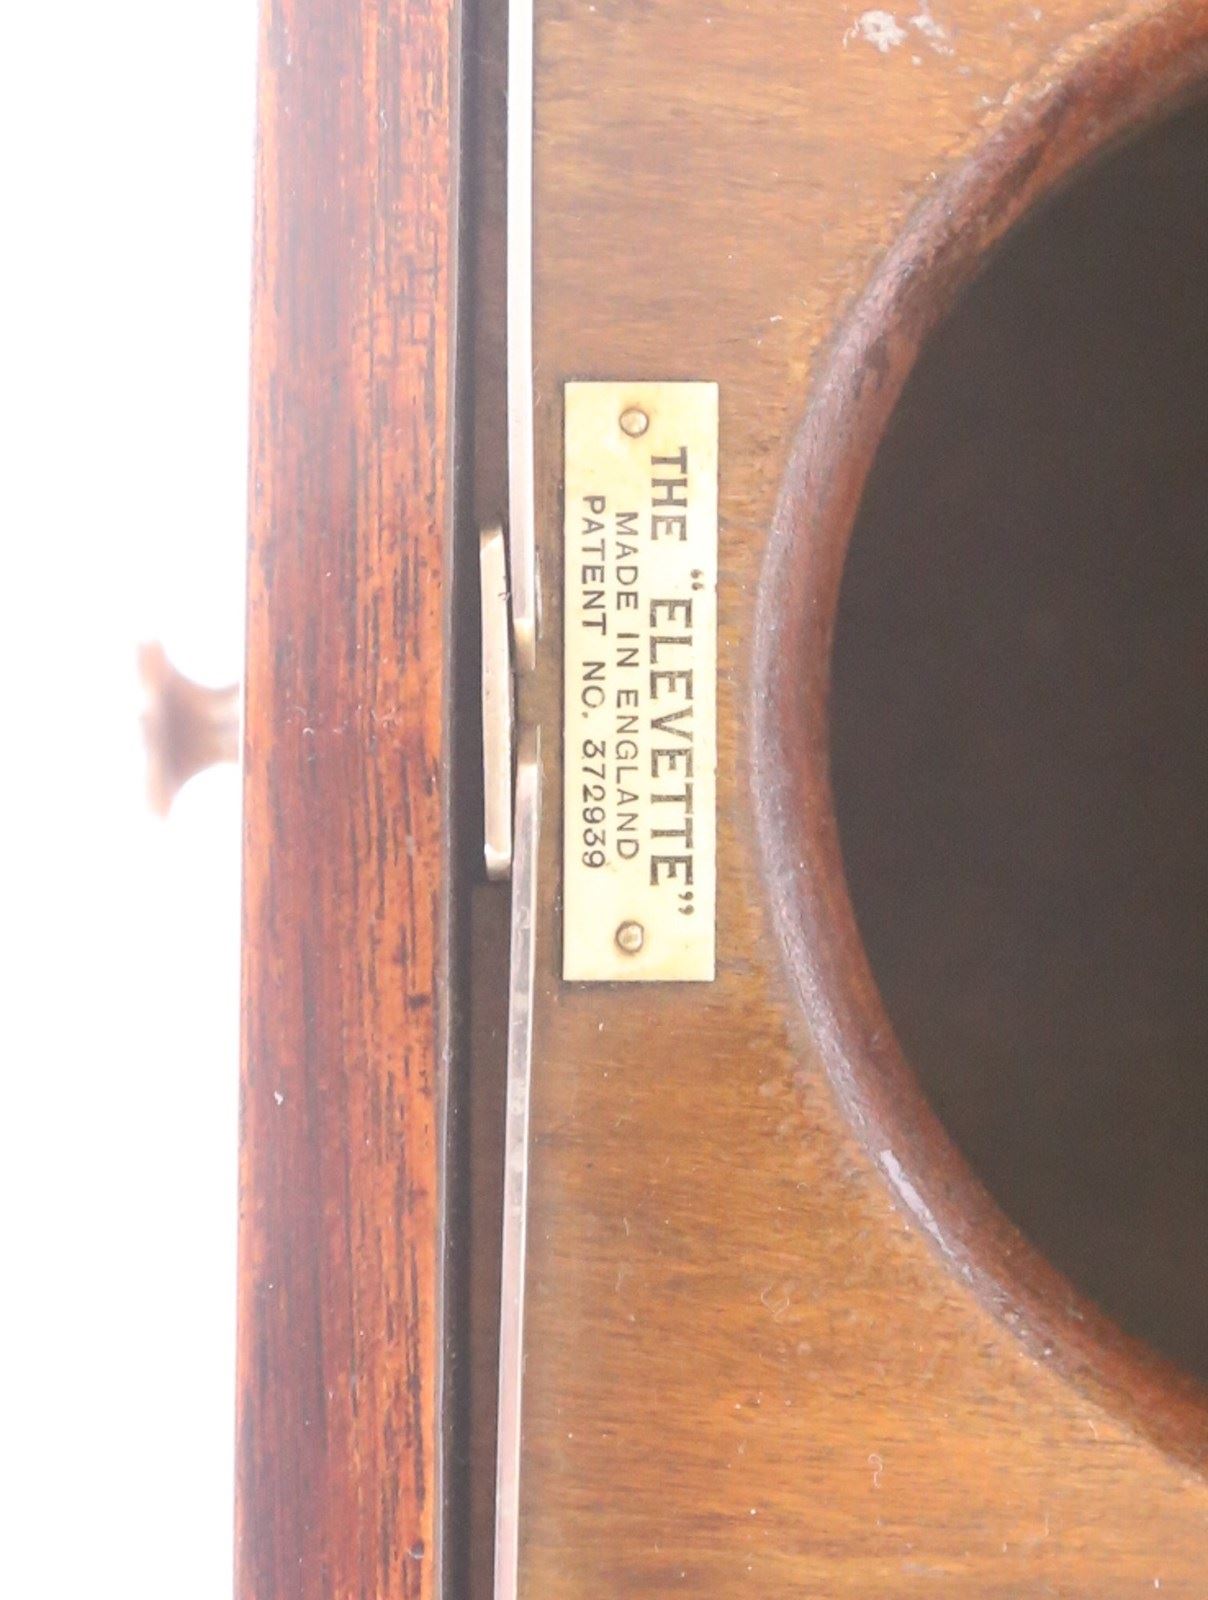 THE “ELEVETTE”
MADE IN ENGLAND
PATENT NO. 372939